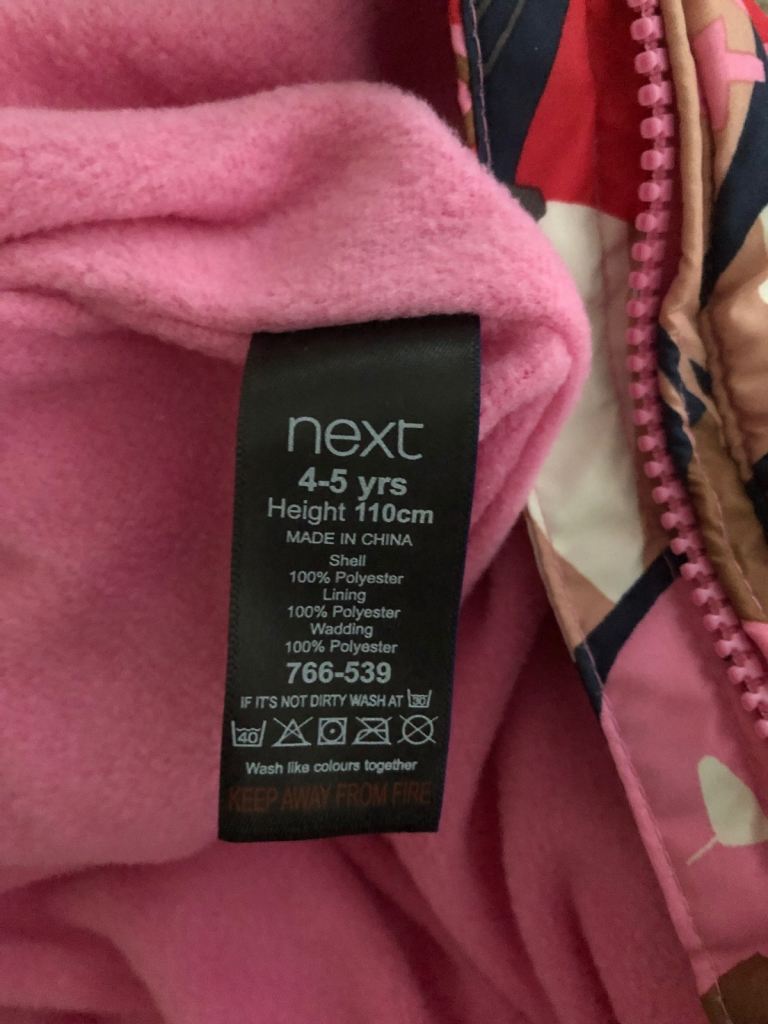 next
4-5 yrs
Height 110cm
MADE IN CHINA
Shell
100% Polyester
Lining
100% Polyester
Wadding
100% Polyester
766-539
IF IT'S NOT DIRTY WASH AT 30
40
Wash like colours together
KEEP AWAY FROM FIRE